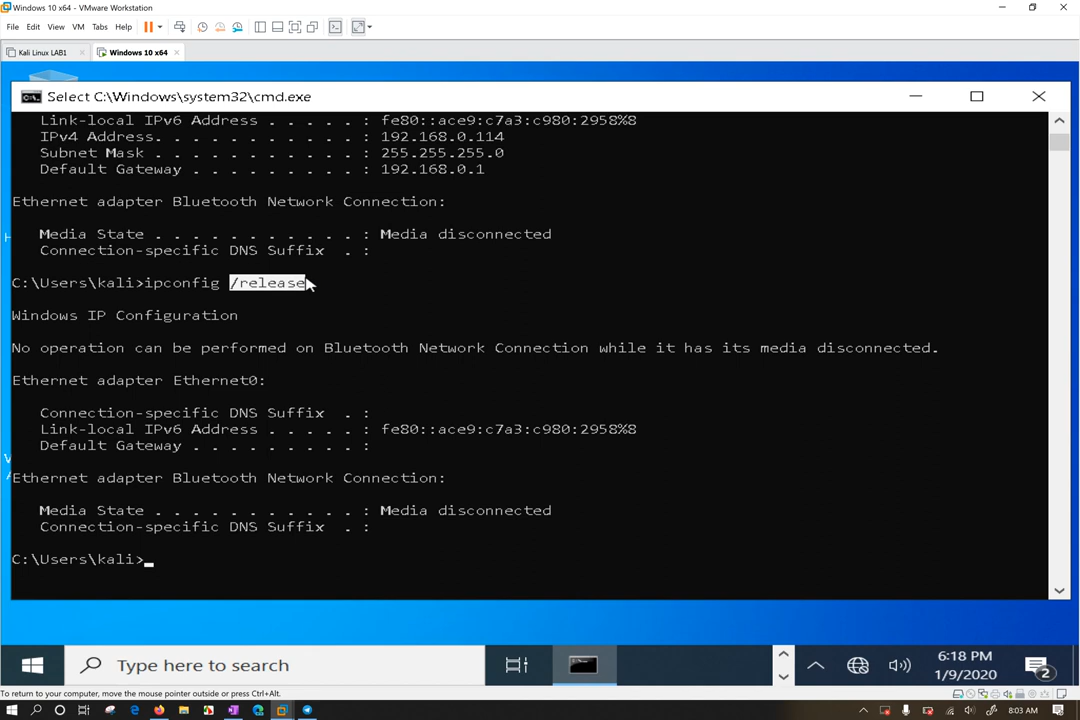 Windows 10 x64 - VMware Workstation
File Edit View VM Tabs Help
Kali Linux LAB1
Windows 10 x64
Select C:\Windows\system32\cmd.exe
Link-local IPv6 Address . . . . . : fe80::ace9:c7a3:c980:2958%8
IPv4 Address. . . . . . . . . . . : 192.168.0.114
Subnet Mask . . . . . . . . . . . : 255.255.255.0
Default Gateway . . . . . . . . . : 192.168.0.1
Ethernet adapter Bluetooth Network Connection:
Media State . . . . . . . . . . . : Media disconnected
Connection-specific DNS Suffix  . :
C:\Users\kali>ipconfig /release
Windows IP Configuration
No operation can be performed on Bluetooth Network Connection while it has its media disconnected.
Ethernet adapter Ethernet0:
Connection-specific DNS Suffix  . :
Link-local IPv6 Address . . . . . : fe80::ace9:c7a3:c980:2958%8
Default Gateway . . . . . . . . . :
Ethernet adapter Bluetooth Network Connection:
Media State . . . . . . . . . . . : Media disconnected
Connection-specific DNS Suffix  . :
C:\Users\kali>
Type here to search
6:18 PM
1/9/2020
2
To return to your computer, move the mouse pointer outside or press Ctrl+Alt.
8:03 AM